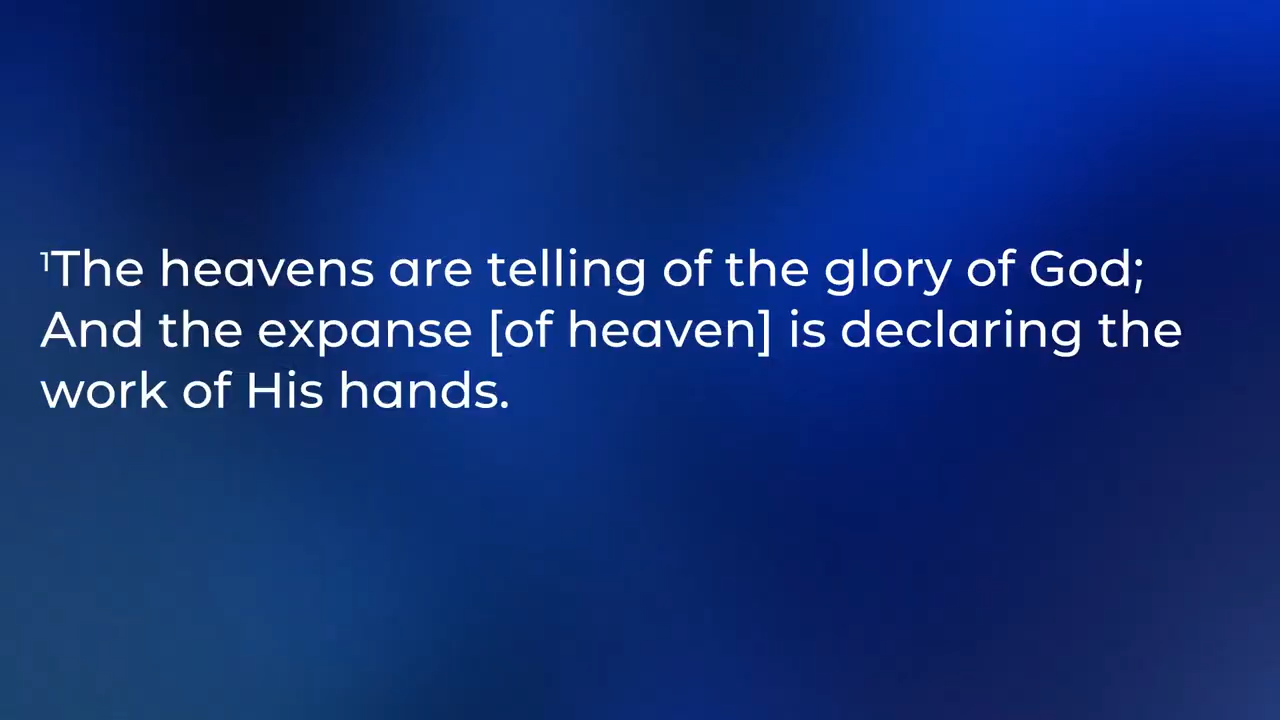 ¹The heavens are telling of the glory of God;
And the expanse [of heaven] is declaring the
work of His hands.